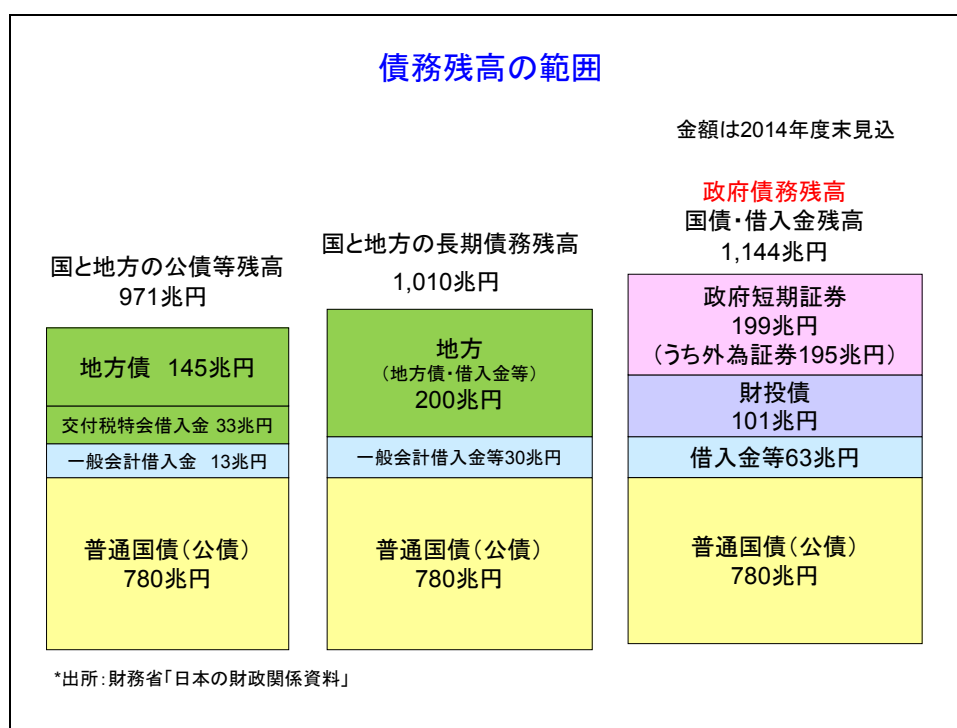 債務残高の範囲
金額は2014年度末見込
国と地方の公債等残高
971兆円
地方債 145兆円
交付税特会借入金 33兆円
一般会計借入金 13兆円
普通国債(公債)
780兆円
国と地方の長期債務残高
1,010兆円
地方
(地方債・借入金等)
200兆円
一般会計借入金等30兆円
普通国債(公債)
780兆円
政府債務残高
国債・借入金残高
1,144兆円
政府短期証券
199兆円
(うち外為証券195兆円)
財投債
101兆円
借入金等63兆円
普通国債(公債)
780兆円
*出所:財務省「日本の財政関係資料」